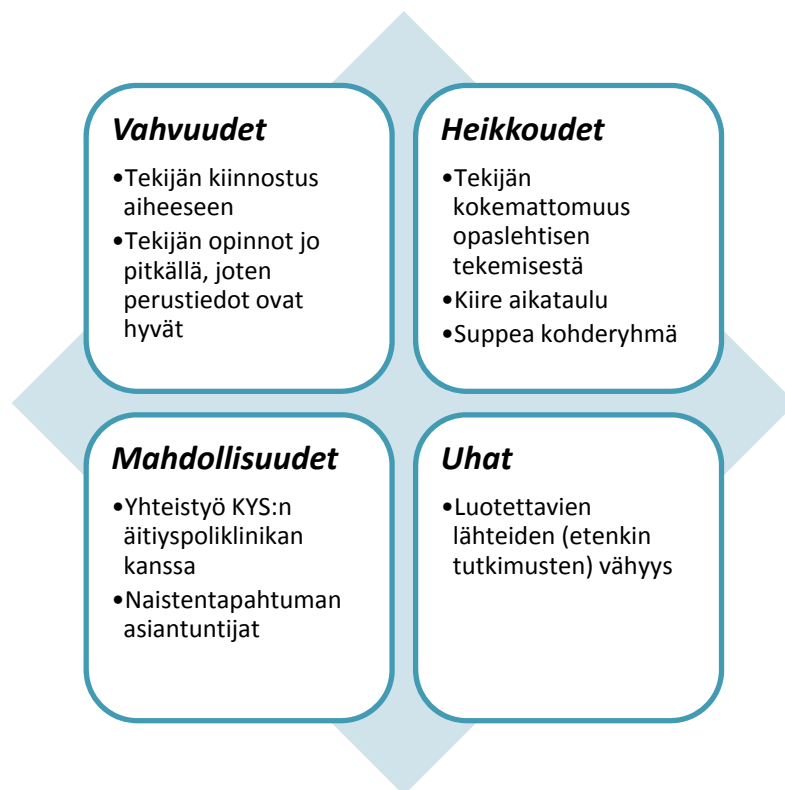 Vahvuudet
•Tekijän kiinnostus
aiheeseen
•Tekijän opinnot jo
pitkällä, joten
perustiedot ovat
hyvät
Heikkoudet
•Tekijän
kokemattomuus
opaslehtisen
tekemisestä
•Kiire aikataulu
•Suppea kohderyhmä
Mahdollisuudet
•Yhteistyö KYS:n
äitiyspoliklinikan
kanssa
•Naistentapahtuman
asiantuntijat
Uhat
•Luotettavien
lähteiden (etenkin
tutkimusten) vähyys